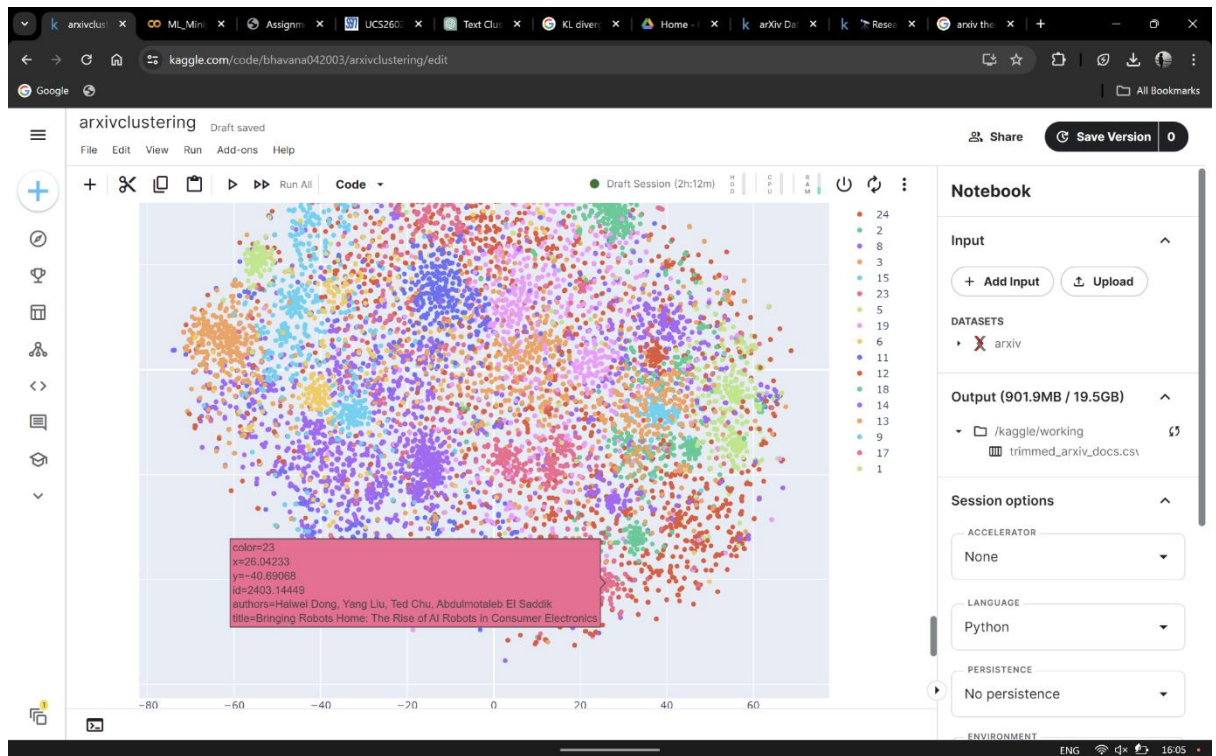 arxivclust
ML_Mini
Assignm
UCS260
Text Clus
KL diverg
Home -
arXiv Da
Resea
arxiv the
kaggle.com/code/bhavana042003/arxivclustering/edit
Google
All Bookmarks
arxivclustering Draft saved
File Edit View Run Add-ons Help
Share
Save Version 0
Run All
Code
Draft Session (2h:12m)
HDD
CPU
RAM
24
2
8
3
15
23
5
19
6
11
12
18
14
13
9
17
1
color=23
x=26.04233
y=−40.69068
id=2403.14449
authors=Haiwei Dong, Yang Liu, Ted Chu, Abdulmotaleb El Saddik
title=Bringing Robots Home: The Rise of AI Robots in Consumer Electronics
−80 −60 −40 −20 0 20 40 60
Notebook
Input
+ Add Input
Upload
DATASETS
arxiv
Output (901.9MB / 19.5GB)
/kaggle/working
trimmed_arxiv_docs.csv
Session options
ACCELERATOR
None
LANGUAGE
Python
PERSISTENCE
No persistence
ENVIRONMENT
1
ENG 16:05